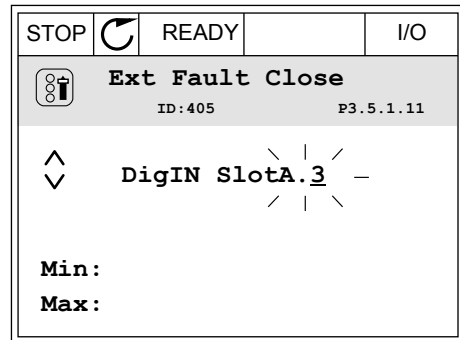 STOP READY I/O
Ext Fault Close
ID:405 P3.5.1.11
DigIN SlotA.3
Min:
Max: